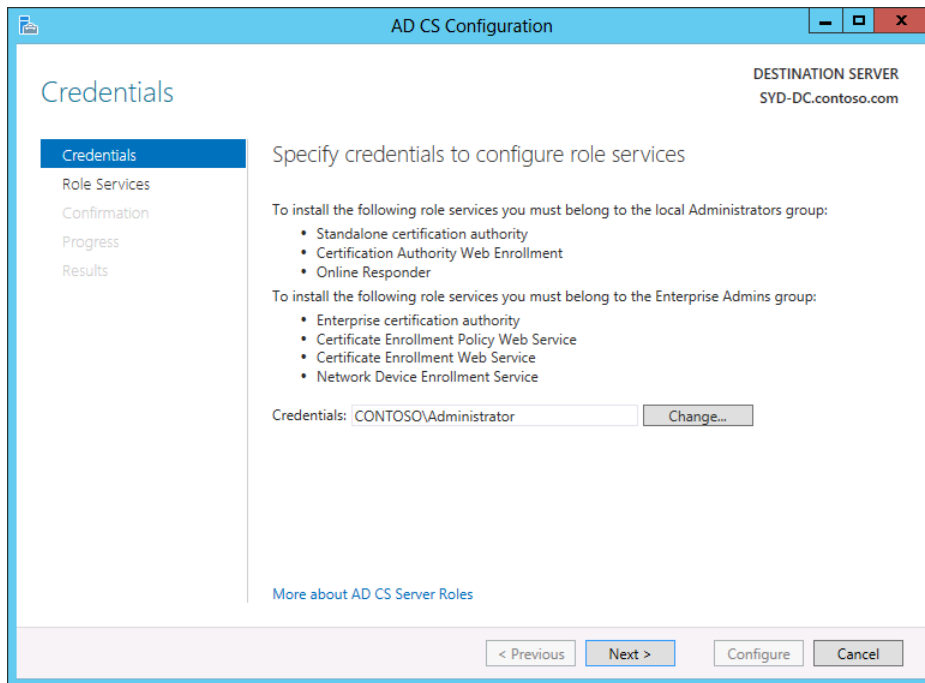 AD CS Configuration
Credentials
DESTINATION SERVER
SYD-DC.contoso.com
Credentials
Role Services
Confirmation
Progress
Results
Specify credentials to configure role services
To install the following role services you must belong to the local Administrators group:
• Standalone certification authority
• Certification Authority Web Enrollment
• Online Responder
To install the following role services you must belong to the Enterprise Admins group:
• Enterprise certification authority
• Certificate Enrollment Policy Web Service
• Certificate Enrollment Web Service
• Network Device Enrollment Service
Credentials: CONTOSO\Administrator Change...
More about AD CS Server Roles
< Previous Next > Configure Cancel